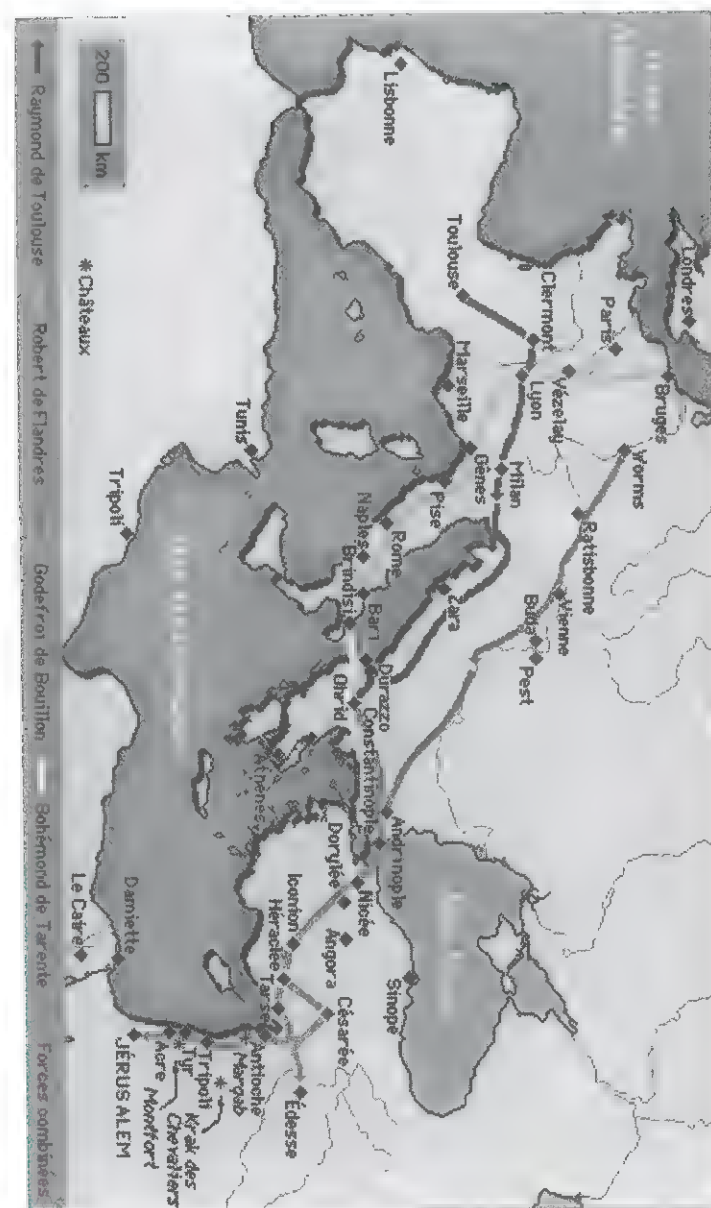 Londres
Bruges
Paris
Worms
Vézelay
Ratisbonne
Vienne
Clermont
Lyon
Buda
Pest
Milan
Toulouse
Gênes
Marseille
Pise
Zara
Lisbonne
Rome
Naples
Bari
Brindisi
Durazzo
Ohrid
Constantinople
Andrinople
Sinope
Nicée
Dorylée
Angora
Athènes
Iconion
Héraclée
Césarée
Tarse
Édesse
Antioche
Marqab
Tripoli
Krak des
Chevaliers
Tyr
Montfort
Acre
JÉRUSALEM
Tunis
Tripoli
Damiette
Le Caire
* Châteaux
200 km
Raymond de Toulouse Robert de Flandres Godefroi de Bouillon Bohémond de Tarente Forces combinées